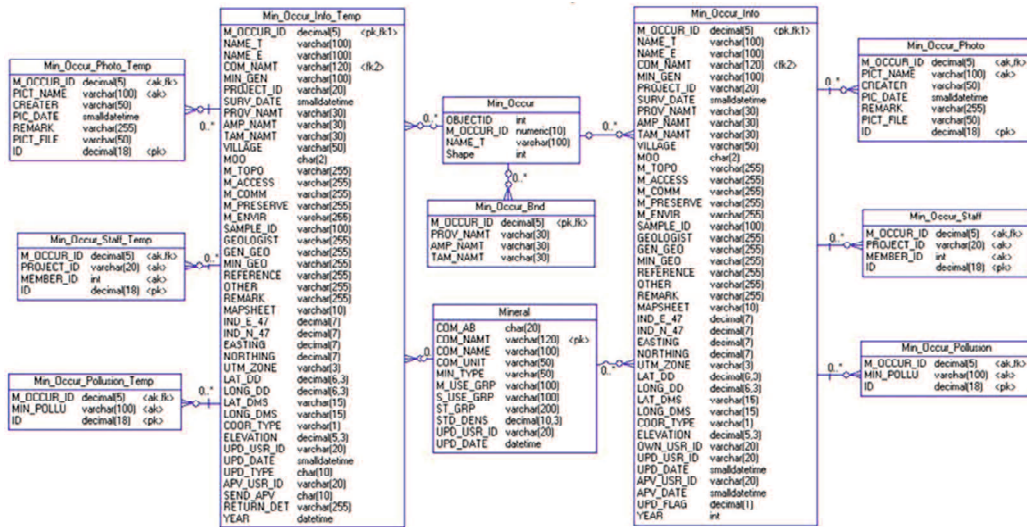 Min_Occur_Photo_Temp
M_OCCUR_ID decimal(5) <ak,fk>
PICT_NAME varchar(100) <ak>
CREATER varchar(50)
PIC_DATE smalldatetime
REMARK varchar(255)
PICT_FILE varchar(50)
ID decimal(18) <pk>
0..*
Min_Occur_Staff_Temp
M_OCCUR_ID decimal(5) <ak,fk>
PROJECT_ID varchar(20) <ak>
MEMBER_ID int <ak>
ID decimal(18) <pk>
0..*
Min_Occur_Pollusion_Temp
M_OCCUR_ID decimal(5) <ak,fk>
MIN_POLLU varchar(100) <ak>
ID decimal(18) <pk>
0..*
Min_Occur_Info_Temp
M_OCCUR_ID decimal(5) <pk,fk1>
NAME_T varchar(100)
NAME_E varchar(100)
COM_NAMT varchar(120) <fk2>
MIN_GEN varchar(100)
PROJECT_ID varchar(20)
SURV_DATE smalldatetime
PROV_NAMT varchar(30)
AMP_NAMT varchar(30)
TAM_NAMT varchar(30)
VILLAGE varchar(50)
MOO char(2)
M_TOPO varchar(255)
M_ACCESS varchar(255)
M_COMM varchar(255)
M_PRESERVE varchar(255)
M_ENVIR varchar(255)
SAMPLE_ID varchar(100)
GEOLOGIST varchar(255)
GEN_GEO varchar(255)
MIN_GEO varchar(255)
REFERENCE varchar(255)
OTHER varchar(255)
REMARK varchar(255)
MAPSHEET varchar(10)
IND_E_47 decimal(7)
IND_N_47 decimal(7)
EASTING decimal(7)
NORTHING decimal(7)
UTM_ZONE varchar(3)
LAT_DD decimal(6,3)
LONG_DD decimal(6,3)
LAT_DMS varchar(15)
LONG_DMS varchar(15)
COOR_TYPE varchar(1)
ELEVATION decimal(5,3)
UPD_USR_ID varchar(20)
UPD_DATE smalldatetime
UPD_TYPE char(10)
APV_USR_ID varchar(20)
SEND_APV char(10)
RETURN_DET varchar(255)
YEAR datetime
0..*
Min_Occur
OBJECTID int
M_OCCUR_ID numeric(10)
NAME_T varchar(100)
Shape int
0..*
0..*
Min_Occur_Bnd
M_OCCUR_ID decimal(5) <pk,fk>
PROV_NAMT varchar(30)
AMP_NAMT varchar(30)
TAM_NAMT varchar(30)
Mineral
COM_AB char(20)
COM_NAMT varchar(120) <pk>
COM_NAME varchar(100)
COM_UNIT varchar(50)
MIN_TYPE varchar(50)
M_USE_GRP varchar(100)
S_USE_GRP varchar(100)
ST_GRP varchar(200)
STD_DENS decimal(10,3)
UPD_USR_ID varchar(20)
UPD_DATE datetime
Min_Occur_Info
M_OCCUR_ID decimal(5) <pk,fk1>
NAME_T varchar(100)
NAME_E varchar(100)
COM_NAMT varchar(120) <fk2>
MIN_GEN varchar(100)
PROJECT_ID varchar(20)
SURV_DATE smalldatetime
PROV_NAMT varchar(30)
AMP_NAMT varchar(30)
TAM_NAMT varchar(30)
VILLAGE varchar(50)
MOO char(2)
M_TOPO varchar(255)
M_ACCESS varchar(255)
M_COMM varchar(255)
M_PRESERVE varchar(255)
M_ENVIR varchar(255)
SAMPLE_ID varchar(100)
GEOLOGIST varchar(255)
GEN_GEO varchar(255)
MIN_GEO varchar(255)
REFERENCE varchar(255)
OTHER varchar(255)
REMARK varchar(255)
MAPSHEET varchar(10)
IND_E_47 decimal(7)
IND_N_47 decimal(7)
EASTING decimal(7)
NORTHING decimal(7)
UTM_ZONE varchar(3)
LAT_DD decimal(6,3)
LONG_DD decimal(6,3)
LAT_DMS varchar(16)
LONG_DMS varchar(15)
COOR_TYPE varchar(1)
ELEVATION decimal(5,3)
OWN_USR_ID varchar(20)
UPD_USR_ID varchar(20)
UPD_DATE smalldatetime
APV_USR_ID varchar(20)
APV_DATE smalldatetime
UPD_FLAG decimal(1)
YEAR int
Min_Occur_Photo
M_OCCUR_ID decimal(5) <ak,fk>
PICT_NAME varchar(100) <ak>
CREATER varchar(50)
PIC_DATE smalldatetime
REMARK varchar(255)
PICT_FILE varchar(50)
ID decimal(18) <pk>
0..*
Min_Occur_Staff
M_OCCUR_ID decimal(5) <ak,fk>
PROJECT_ID varchar(20) <ak>
MEMBER_ID int <ak>
ID decimal(18) <pk>
0..*
Min_Occur_Pollusion
M_OCCUR_ID decimal(5) <ak,fk>
MIN_POLLU varchar(100) <ak>
ID decimal(18) <pk>
0..*